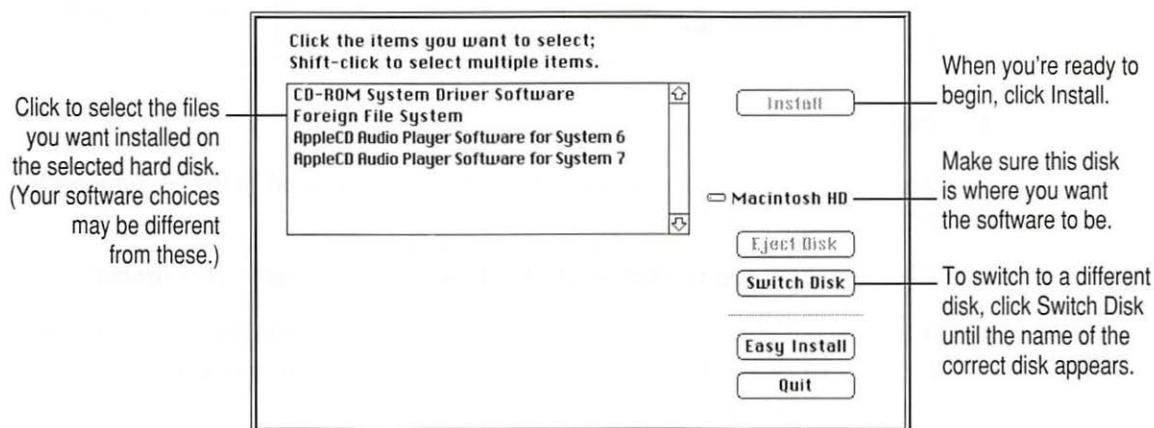 Click the items you want to select;
Shift-click to select multiple items.
CD-ROM System Driver Software
Foreign File System
AppleCD Audio Player Software for System 6
AppleCD Audio Player Software for System 7
Install
Macintosh HD
Eject Disk
Switch Disk
Easy Install
Quit
Click to select the files
you want installed on
the selected hard disk.
(Your software choices
may be different
from these.)
When you're ready to
begin, click Install.
Make sure this disk
is where you want
the software to be.
To switch to a different
disk, click Switch Disk
until the name of the
correct disk appears.